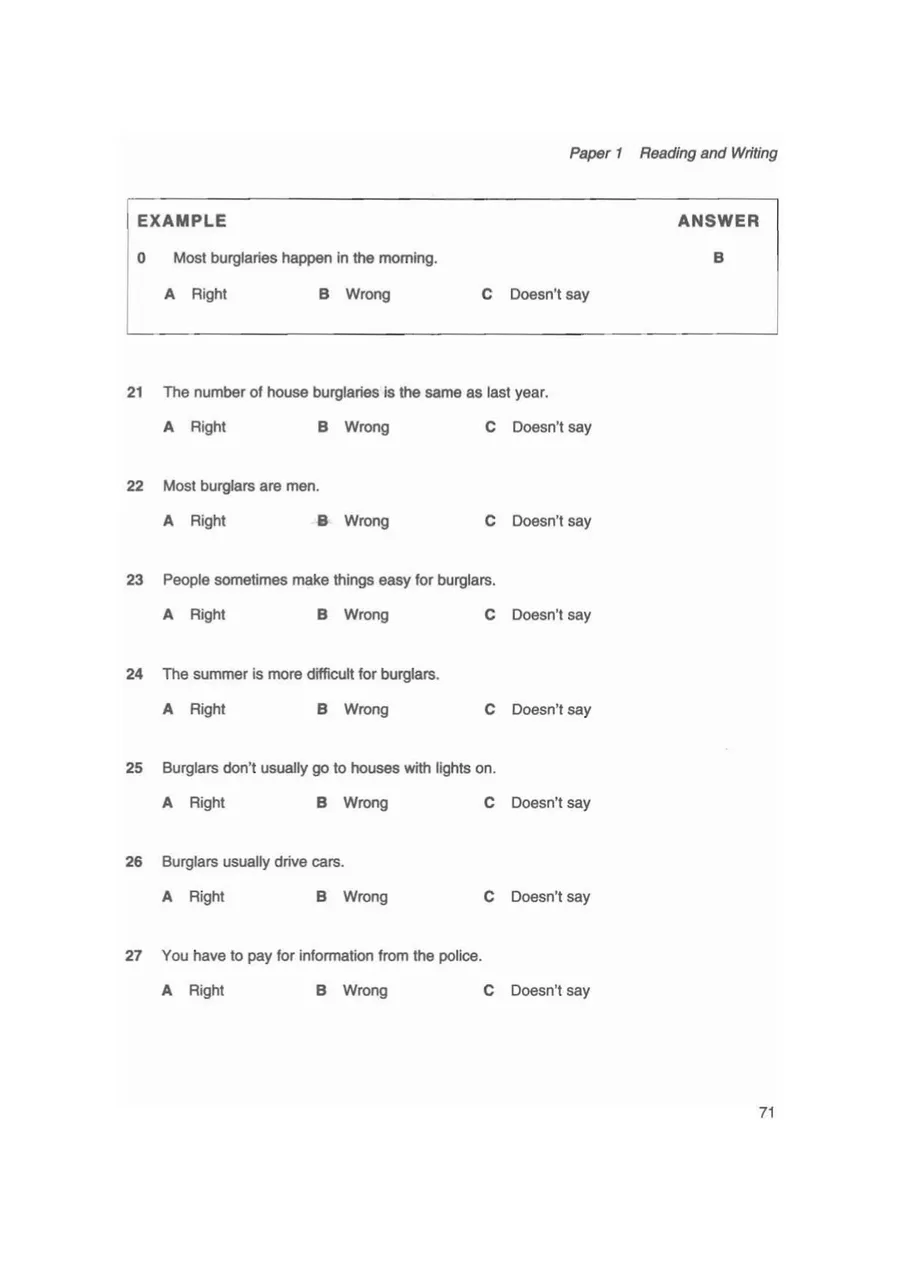 Paper 1 Reading and Writing
EXAMPLE ANSWER
0 Most burglaries happen in the morning. B
A Right B Wrong C Doesn't say
21 The number of house burglaries is the same as last year.
A Right B Wrong C Doesn't say
22 Most burglars are men.
A Right B Wrong C Doesn't say
23 People sometimes make things easy for burglars.
A Right B Wrong C Doesn't say
24 The summer is more difficult for burglars.
A Right B Wrong C Doesn't say
25 Burglars don't usually go to houses with lights on.
A Right B Wrong C Doesn't say
26 Burglars usually drive cars.
A Right B Wrong C Doesn't say
27 You have to pay for information from the police.
A Right B Wrong C Doesn't say
71